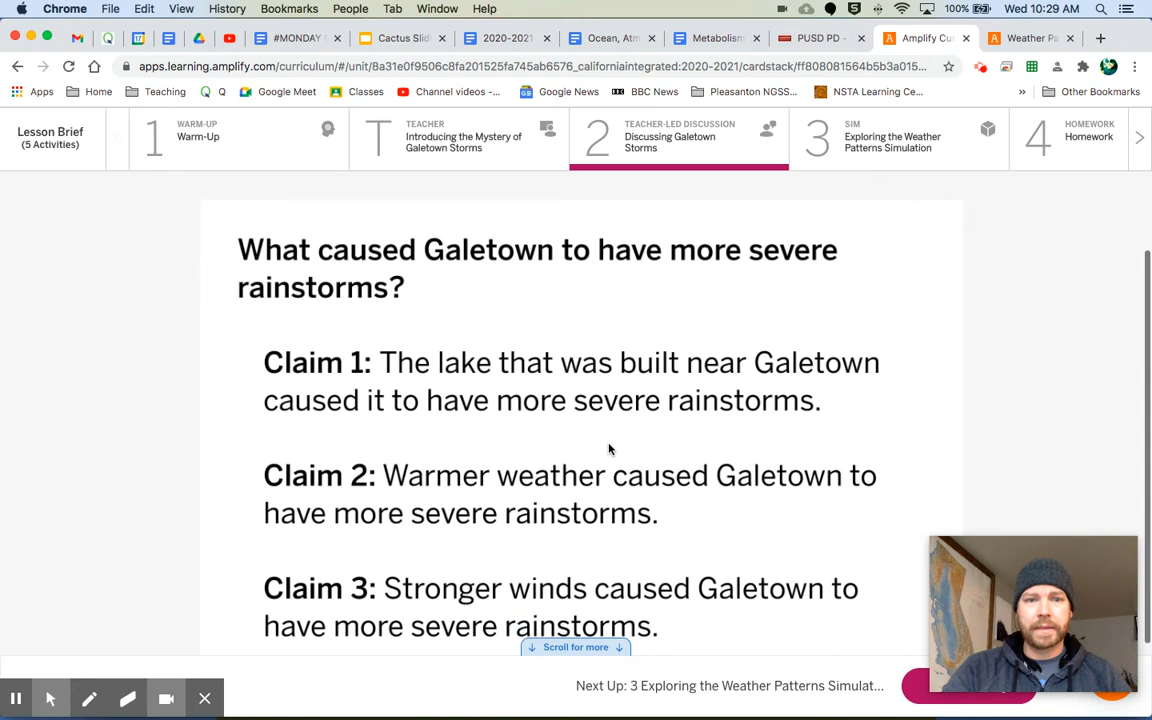 Chrome File Edit View History Bookmarks People Tab Window Help 100% Wed 10:29 AM
#MONDAY Cactus Slid 2020-2021 Ocean, Atm Metabolism PUSD PD - Amplify Cu Weather Pa
apps.learning.amplify.com/curriculum/#/unit/8a31e0f9506c8fa201525fa745ab6576_californiaintegrated:2020-2021/cardstack/ff808081564b5b3a015...
Apps Home Teaching Q Google Meet Classes Channel videos -... Google News BBC News Pleasanton NGSS... NSTA Learning Ce... » Other Bookmarks
Lesson Brief
(5 Activities)
1
WARM-UP
Warm-Up
T
TEACHER
Introducing the Mystery of
Galetown Storms
2
TEACHER-LED DISCUSSION
Discussing Galetown
Storms
3
SIM
Exploring the Weather
Patterns Simulation
4
HOMEWORK
Homework
What caused Galetown to have more severe
rainstorms?
Claim 1: The lake that was built near Galetown
caused it to have more severe rainstorms.
Claim 2: Warmer weather caused Galetown to
have more severe rainstorms.
Claim 3: Stronger winds caused Galetown to
have more severe rainstorms.
Scroll for more
Next Up: 3 Exploring the Weather Patterns Simulat...